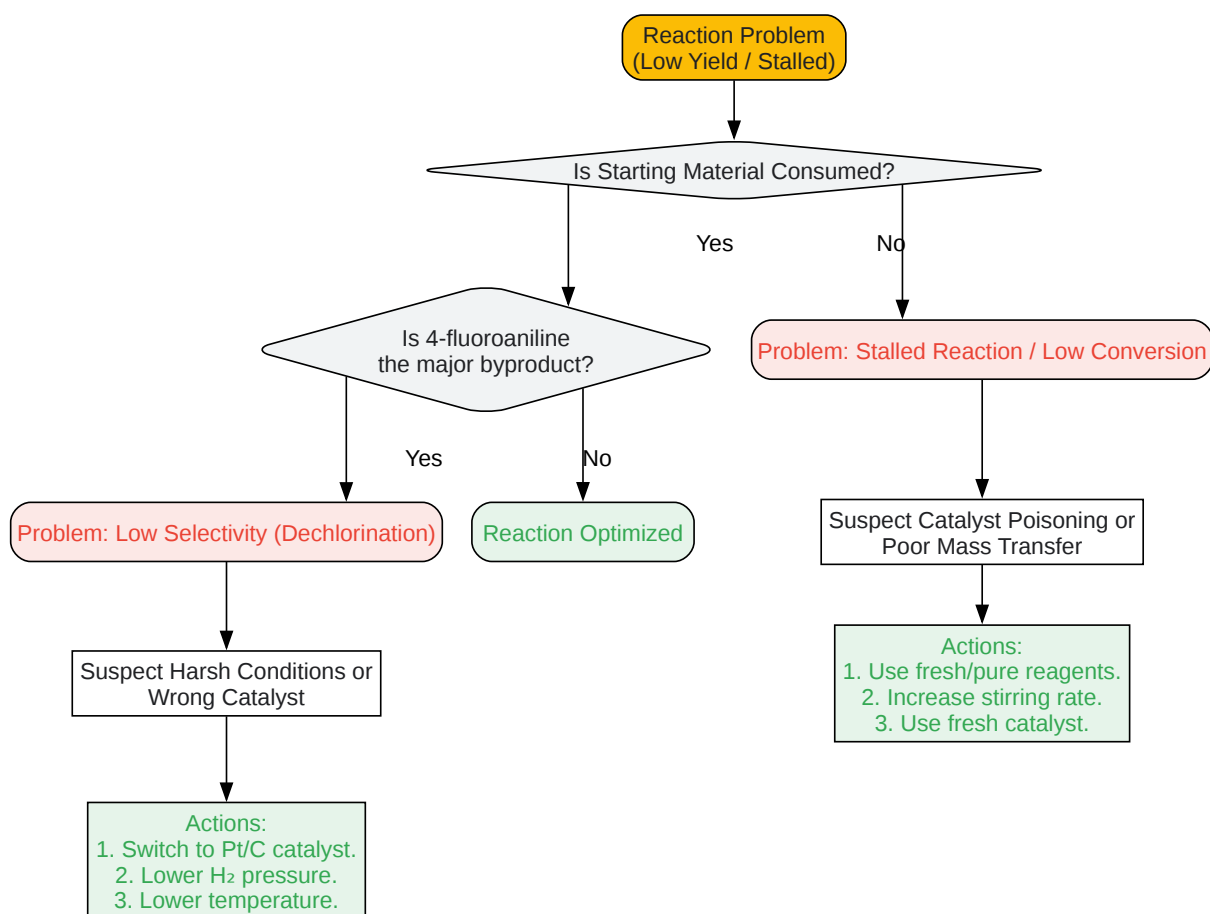 Reaction Problem
(Low Yield / Stalled)
Is Starting Material Consumed?
Yes
No
Is 4-fluoroaniline
the major byproduct?
Problem: Stalled Reaction / Low Conversion
Yes
No
Problem: Low Selectivity (Dechlorination)
Reaction Optimized
Suspect Catalyst Poisoning or
Poor Mass Transfer
Suspect Harsh Conditions or
Wrong Catalyst
Actions:
1. Use fresh/pure reagents.
2. Increase stirring rate.
3. Use fresh catalyst.
Actions:
1. Switch to Pt/C catalyst.
2. Lower H₂ pressure.
3. Lower temperature.